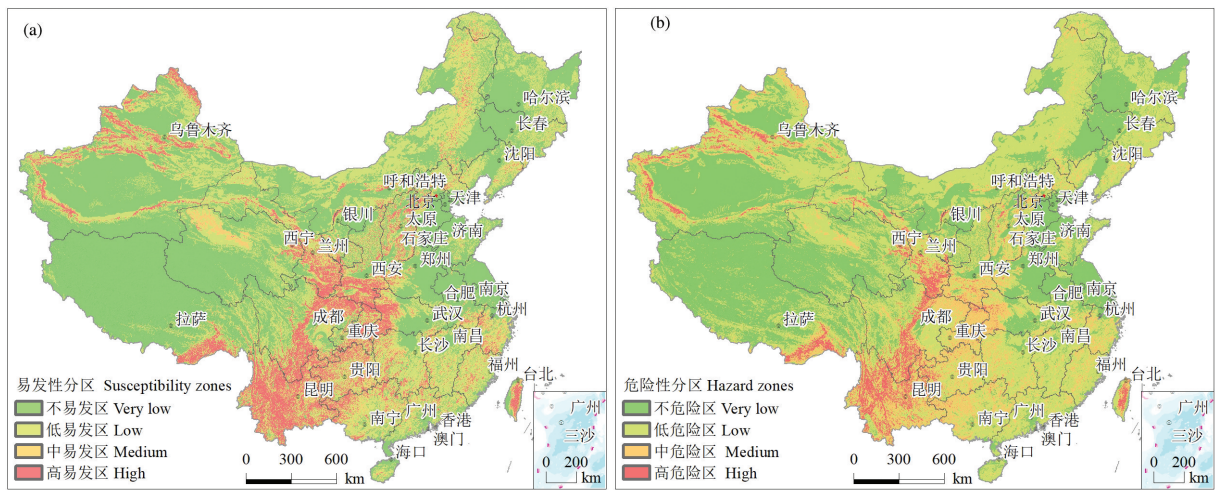 (a)
哈尔滨
长春
乌鲁木齐
沈阳
呼和浩特
北京
天津
银川
太原
济南
石家庄
西宁
兰州
郑州
西安
合肥
南京
杭州
成都
武汉
拉萨
重庆
南昌
长沙
贵阳
福州
台北
昆明
广州
南宁
香港
澳门
海口
易发性分区 Susceptibility zones
不易发区 Very low
低易发区 Low
中易发区 Medium
高易发区 High
0 300 600
km
广州
三沙
0 200
km
(b)
哈尔滨
长春
乌鲁木齐
沈阳
呼和浩特
北京
天津
银川
太原
济南
石家庄
西宁
兰州
郑州
西安
合肥
南京
杭州
成都
武汉
拉萨
重庆
南昌
长沙
贵阳
福州
台北
昆明
广州
南宁
香港
澳门
海口
危险性分区 Hazard zones
不危险区 Very low
低危险区 Low
中危险区 Medium
高危险区 High
0 300 600
km
广州
三沙
0 200
km